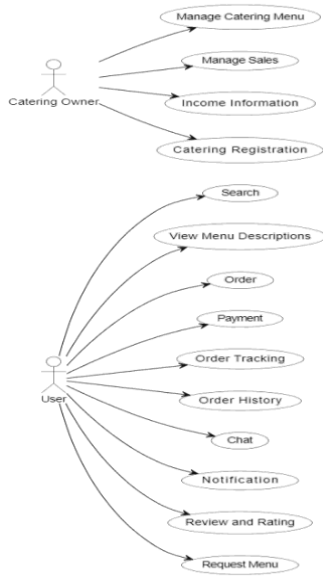 Manage Catering Menu
Manage Sales
Catering Owner
Income Information
Catering Registration
Search
View Menu Descriptions
Order
Payment
Order Tracking
User
Order History
Chat
Notification
Review and Rating
Request Menu